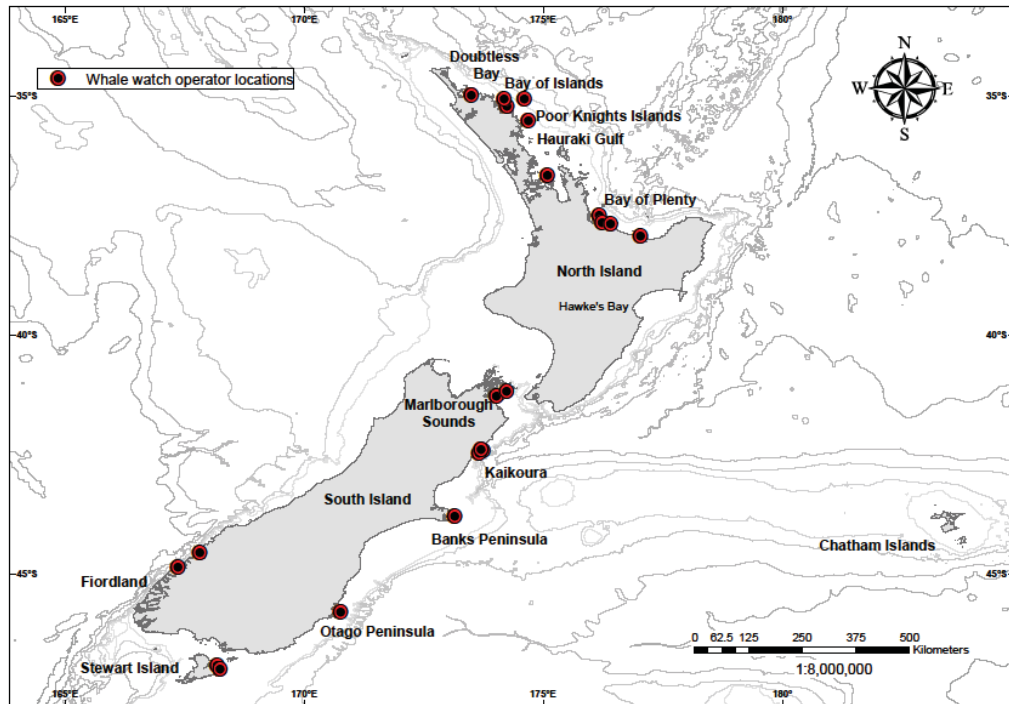 165°E 170°E 175°E 180°
Whale watch operator locations
N
W E
S
Doubtless
Bay
Bay of Islands
35°S 35°S
Poor Knights Islands
Hauraki Gulf
Bay of Plenty
North Island
Hawke's Bay
40°S 40°S
Marlborough
Sounds
Kaikoura
South Island
Banks Peninsula
Chatham Islands
45°S 45°S
Fiordland
Otago Peninsula
Stewart Island
0 62.5 125 250 375 500
Kilometers
1:8,000,000
165°E 170°E 175°E 180°